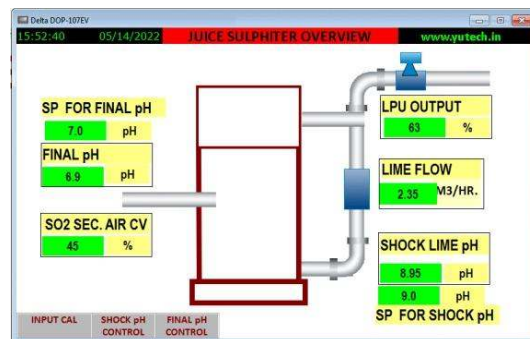 Delta DOP-107EV
15:52:40 05/14/2022 JUICE SULPHITER OVERVIEW www.yutech.in
SP FOR FINAL pH
7.0 pH
FINAL pH
6.9 pH
SO2 SEC. AIR CV
45 %
LPU OUTPUT
63 %
LIME FLOW
2.35 M3/HR.
SHOCK LIME pH
8.95 pH
9.0 pH
SP FOR SHOCK pH
INPUT CAL SHOCK pH CONTROL FINAL pH CONTROL